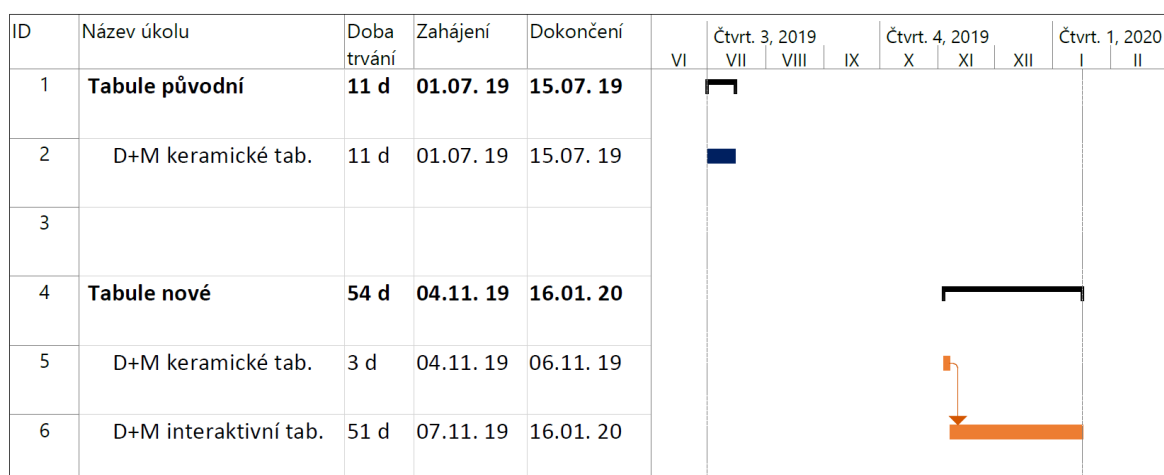 ID Název úkolu Doba trvání Zahájení Dokončení
Čtvrt. 3, 2019 Čtvrt. 4, 2019 Čtvrt. 1, 2020
VI VII VIII IX X XI XII I II
1 Tabule původní 11 d 01.07. 19 15.07. 19
2 D+M keramické tab. 11 d 01.07. 19 15.07. 19
3
4 Tabule nové 54 d 04.11. 19 16.01. 20
5 D+M keramické tab. 3 d 04.11. 19 06.11. 19
6 D+M interaktivní tab. 51 d 07.11. 19 16.01. 20